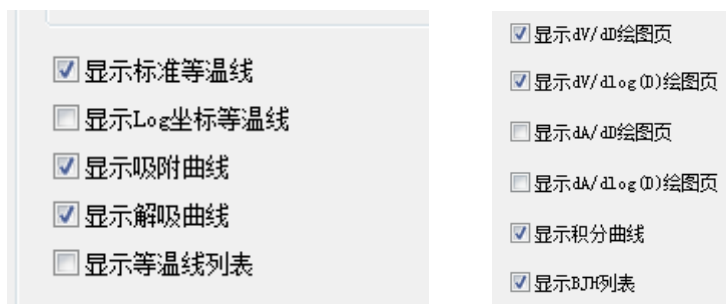 显示标准等温线
显示Log坐标等温线
显示吸附曲线
显示解吸曲线
显示等温线列表
显示dV/dD绘图页
显示dV/dlog(D)绘图页
显示dA/dD绘图页
显示dA/dlog(D)绘图页
显示积分曲线
显示BJH列表